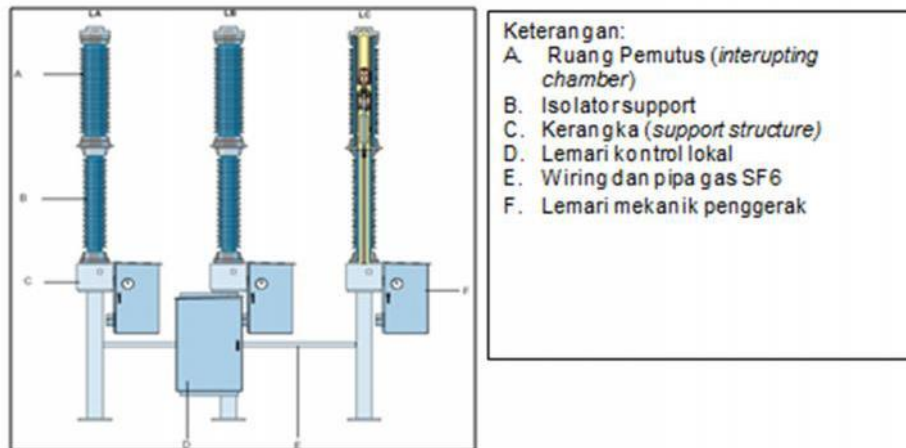 LA LB LC
A
B
C
F
D
E
Keterangan:
A. Ruang Pemutus (interupting
chamber)
B. Isolator support
C. Kerangka (support structure)
D. Lemari kontrol lokal
E. Wiring dan pipa gas SF6
F. Lemari mekanik penggerak